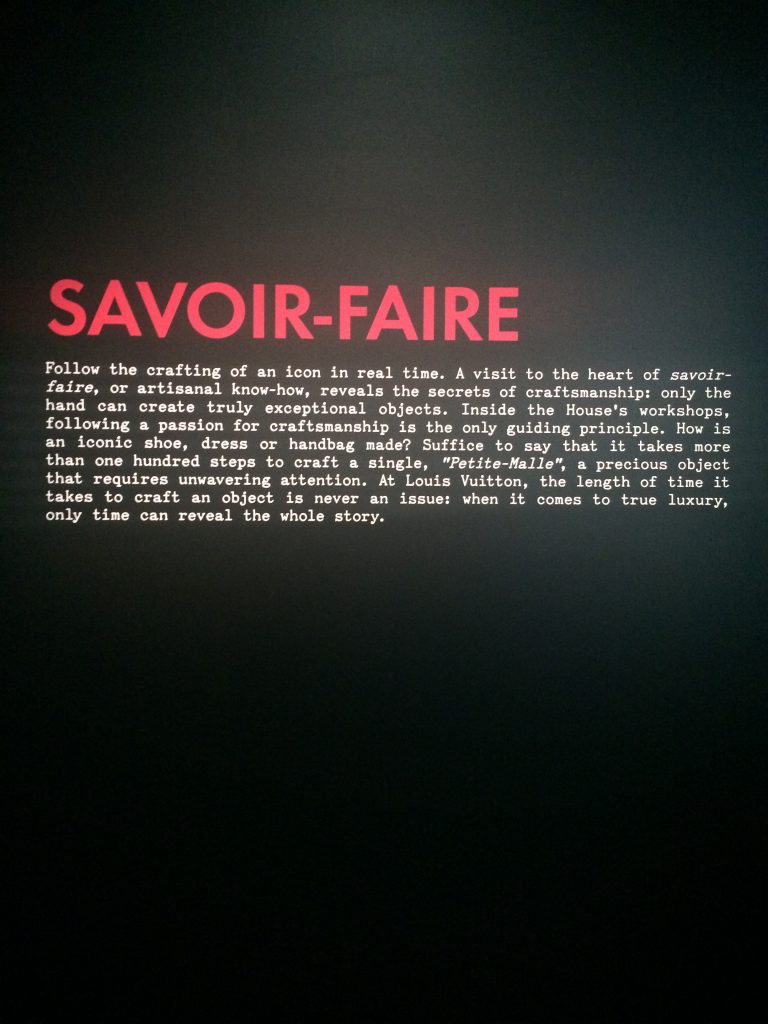 SAVOIR-FAIRE
Follow the crafting of an icon in real time. A visit to the heart of savoir-
faire, or artisanal know-how, reveals the secrets of craftsmanship: only the
hand can create truly exceptional objects. Inside the House's workshops,
following a passion for craftsmanship is the only guiding principle. How is
an iconic shoe, dress or handbag made? Suffice to say that it takes more
than one hundred steps to craft a single, "Petite-Malle", a precious object
that requires unwavering attention. At Louis Vuitton, the length of time it
takes to craft an object is never an issue: when it comes to true luxury,
only time can reveal the whole story.